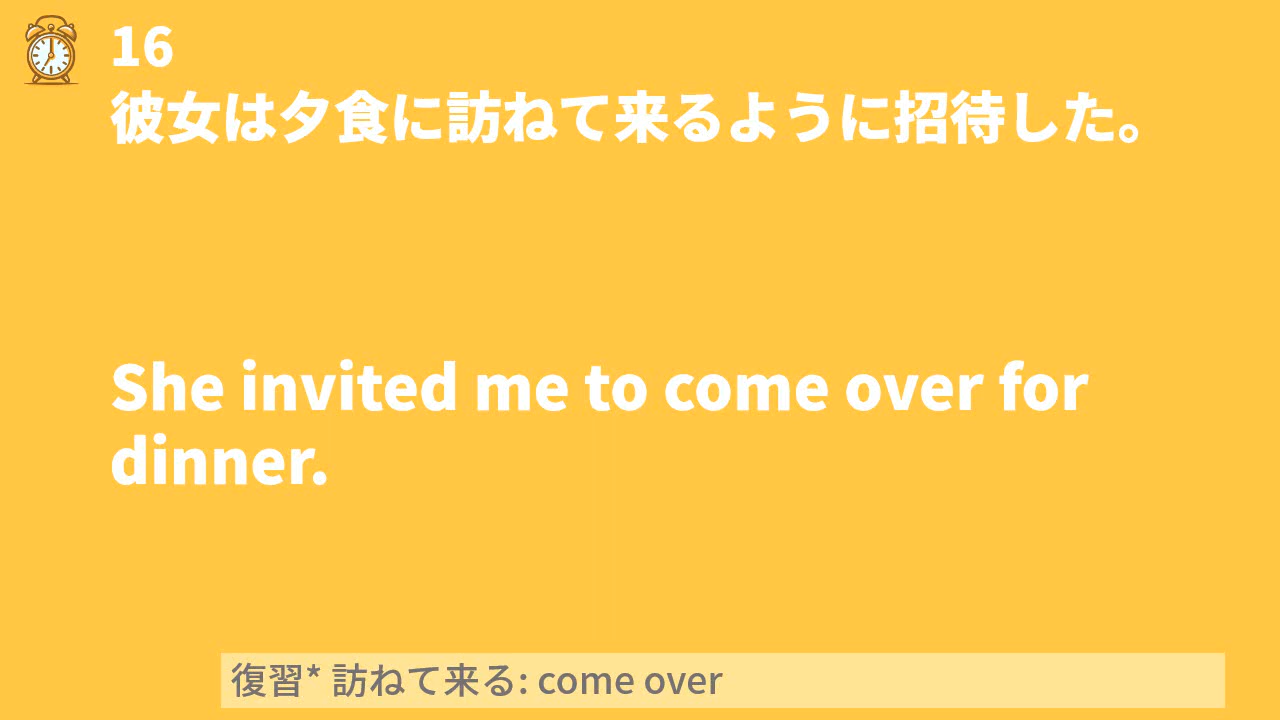 16
彼女は夕食に訪ねて来るように招待した。
She invited me to come over for
dinner.
復習* 訪ねて来る: come over